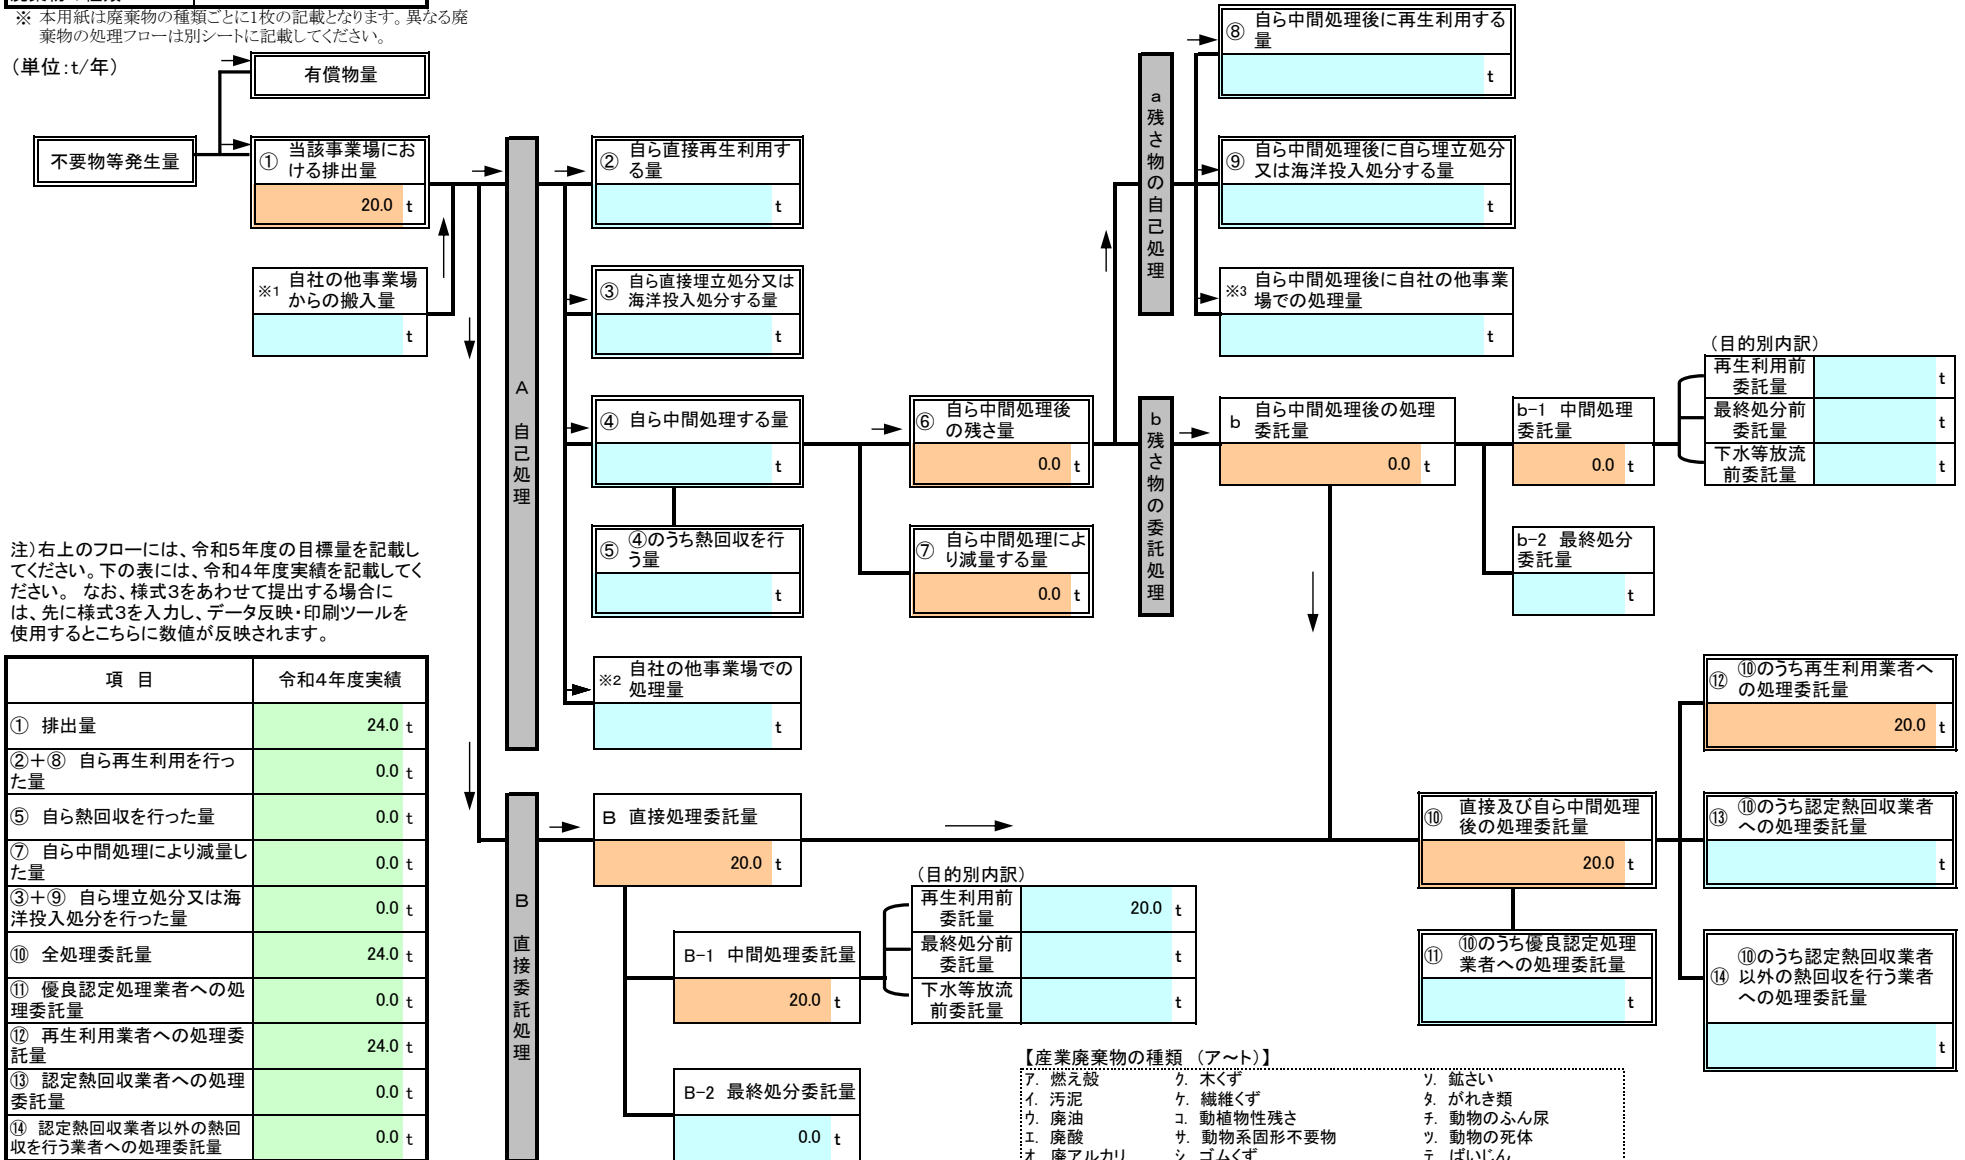 ※ 本用紙は廃棄物の種類ごとに1枚の記載となります。異なる廃
棄物の処理フローは別シートに記載してください。
（単位:t/年）
有償物量
不要物等発生量
① 当該事業場にお
ける排出量
20.0 t
※1 自社の他事業場
からの搬入量
t
A 自己処理
② 自ら直接再生利用す
る量
t
③ 自ら直接埋立処分又は
海洋投入処分する量
t
④ 自ら中間処理する量
t
⑤ ④のうち熱回収を行
う量
t
※2 自社の他事業場での
処理量
t
⑥ 自ら中間処理後
の残さ量
0.0 t
⑦ 自ら中間処理によ
り減量する量
0.0 t
a 残さ物の自己処理
⑧ 自ら中間処理後に再生利用する
量
t
⑨ 自ら中間処理後に自ら埋立処分
又は海洋投入処分する量
t
※3 自ら中間処理後に自社の他事業
場での処理量
t
b 残さ物の委託処理
b 自ら中間処理後の処理
委託量
0.0 t
b-1 中間処理
委託量
0.0 t
b-2 最終処分
委託量
t
（目的別内訳）
再生利用前
委託量
t
最終処分前
委託量
t
下水等放流
前委託量
t
注）右上のフローには、令和5年度の目標量を記載し
てください。下の表には、令和4年度実績を記載してく
ださい。 なお、様式3をあわせて提出する場合に
は、先に様式3を入力し、データ反映・印刷ツールを
使用するとこちらに数値が反映されます。
項 目 令和4年度実績
① 排出量 24.0 t
②＋⑧ 自ら再生利用を行っ
た量 0.0 t
⑤ 自ら熱回収を行った量 0.0 t
⑦ 自ら中間処理により減量し
た量 0.0 t
③＋⑨ 自ら埋立処分又は海
洋投入処分を行った量 0.0 t
⑩ 全処理委託量 24.0 t
⑪ 優良認定処理業者への処
理委託量 0.0 t
⑫ 再生利用業者への処理委
託量 24.0 t
⑬ 認定熱回収業者への処理
委託量 0.0 t
⑭ 認定熱回収業者以外の熱回
収を行う業者への処理委託量 0.0 t
B 直接委託処理
B 直接処理委託量
20.0 t
B-1 中間処理委託量
20.0 t
B-2 最終処分委託量
0.0 t
（目的別内訳）
再生利用前
委託量
20.0 t
最終処分前
委託量
t
下水等放流
前委託量
t
⑩ 直接及び自ら中間処理
後の処理委託量
20.0 t
⑪ ⑩のうち優良認定処理
業者への処理委託量
t
⑫ ⑩のうち再生利用業者へ
の処理委託量
20.0 t
⑬ ⑩のうち認定熱回収業者
への処理委託量
t
⑭ ⑩のうち認定熱回収業者
以外の熱回収を行う業者
への処理委託量
t
【産業廃棄物の種類 （ア～ト）】
ア. 燃え殻 ク. 木くず ソ. 鉱さい
イ. 汚泥 ケ. 繊維くず タ. がれき類
ウ. 廃油 コ. 動植物性残さ チ. 動物のふん尿
エ. 廃酸 サ. 動物系固形不要物 ツ. 動物の死体
オ. 廃アルカリ シ. ゴムくず テ. ばいじん